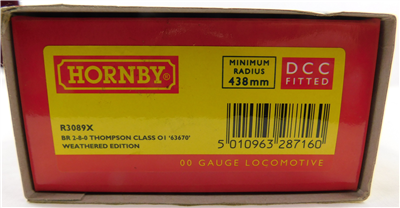 HORNBY®
MINIMUM
RADIUS
438mm
DCC
FITTED
R3089X
BR 2-8-0 THOMPSON CLASS O1 '63670'
WEATHERED EDITION
5 010963 287160
00 GAUGE LOCOMOTIVE